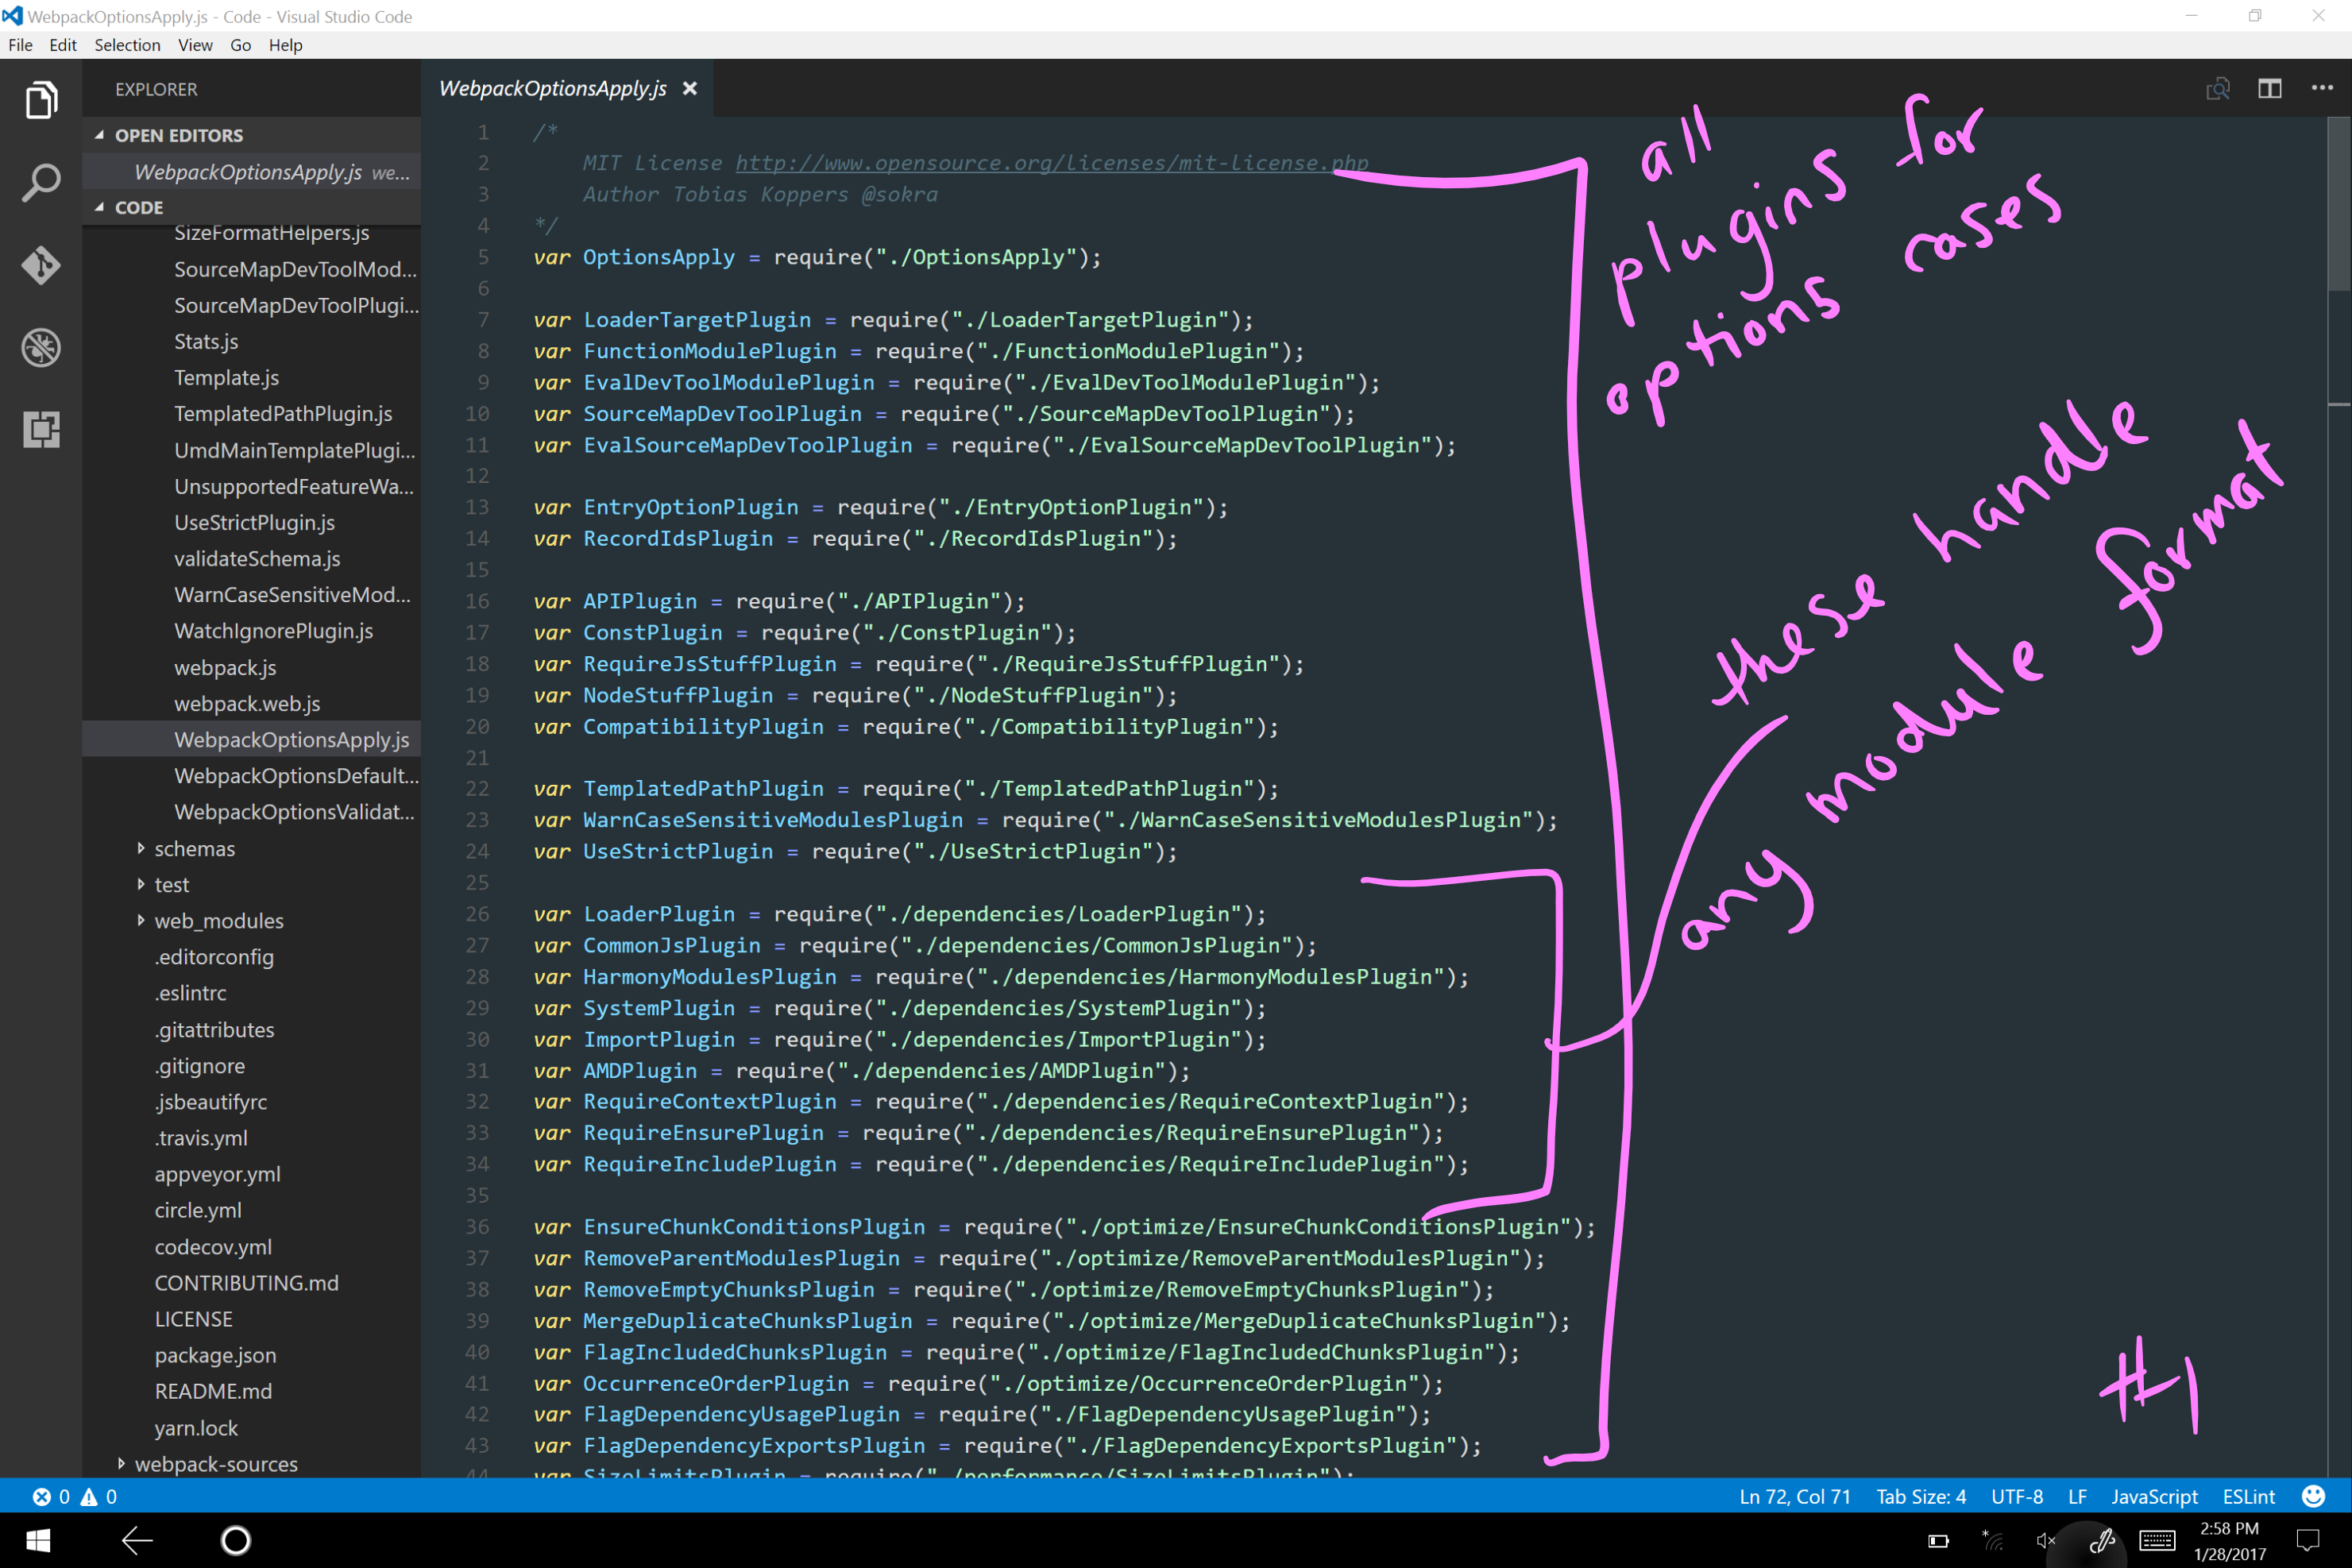 WebpackOptionsApply.js - Code - Visual Studio Code
File Edit Selection View Go Help
EXPLORER
OPEN EDITORS
WebpackOptionsApply.js we...
CODE
SizeFormatHelpers.js
SourceMapDevToolMod...
SourceMapDevToolPlugi...
Stats.js
Template.js
TemplatedPathPlugin.js
UmdMainTemplatePlugi...
UnsupportedFeatureWa...
UseStrictPlugin.js
validateSchema.js
WarnCaseSensitiveMod...
WatchIgnorePlugin.js
webpack.js
webpack.web.js
WebpackOptionsApply.js
WebpackOptionsDefault...
WebpackOptionsValidat...
schemas
test
web_modules
.editorconfig
.eslintrc
.gitattributes
.gitignore
.jsbeautifyrc
.travis.yml
appveyor.yml
circle.yml
codecov.yml
CONTRIBUTING.md
LICENSE
package.json
README.md
yarn.lock
webpack-sources
WebpackOptionsApply.js
1 /*
2 MIT License http://www.opensource.org/licenses/mit-license.php
3 Author Tobias Koppers @sokra
4 */
5 var OptionsApply = require("./OptionsApply");
6
7 var LoaderTargetPlugin = require("./LoaderTargetPlugin");
8 var FunctionModulePlugin = require("./FunctionModulePlugin");
9 var EvalDevToolModulePlugin = require("./EvalDevToolModulePlugin");
10 var SourceMapDevToolPlugin = require("./SourceMapDevToolPlugin");
11 var EvalSourceMapDevToolPlugin = require("./EvalSourceMapDevToolPlugin");
12
13 var EntryOptionPlugin = require("./EntryOptionPlugin");
14 var RecordIdsPlugin = require("./RecordIdsPlugin");
15
16 var APIPlugin = require("./APIPlugin");
17 var ConstPlugin = require("./ConstPlugin");
18 var RequireJsStuffPlugin = require("./RequireJsStuffPlugin");
19 var NodeStuffPlugin = require("./NodeStuffPlugin");
20 var CompatibilityPlugin = require("./CompatibilityPlugin");
21
22 var TemplatedPathPlugin = require("./TemplatedPathPlugin");
23 var WarnCaseSensitiveModulesPlugin = require("./WarnCaseSensitiveModulesPlugin");
24 var UseStrictPlugin = require("./UseStrictPlugin");
25
26 var LoaderPlugin = require("./dependencies/LoaderPlugin");
27 var CommonJsPlugin = require("./dependencies/CommonJsPlugin");
28 var HarmonyModulesPlugin = require("./dependencies/HarmonyModulesPlugin");
29 var SystemPlugin = require("./dependencies/SystemPlugin");
30 var ImportPlugin = require("./dependencies/ImportPlugin");
31 var AMDPlugin = require("./dependencies/AMDPlugin");
32 var RequireContextPlugin = require("./dependencies/RequireContextPlugin");
33 var RequireEnsurePlugin = require("./dependencies/RequireEnsurePlugin");
34 var RequireIncludePlugin = require("./dependencies/RequireIncludePlugin");
35
36 var EnsureChunkConditionsPlugin = require("./optimize/EnsureChunkConditionsPlugin");
37 var RemoveParentModulesPlugin = require("./optimize/RemoveParentModulesPlugin");
38 var RemoveEmptyChunksPlugin = require("./optimize/RemoveEmptyChunksPlugin");
39 var MergeDuplicateChunksPlugin = require("./optimize/MergeDuplicateChunksPlugin");
40 var FlagIncludedChunksPlugin = require("./optimize/FlagIncludedChunksPlugin");
41 var OccurrenceOrderPlugin = require("./optimize/OccurrenceOrderPlugin");
42 var FlagDependencyUsagePlugin = require("./FlagDependencyUsagePlugin");
43 var FlagDependencyExportsPlugin = require("./FlagDependencyExportsPlugin");
44 var SizeLimitsPlugin = require("./performance/SizeLimitsPlugin");
all
plugins for
options cases
these handle
any module format
#1
0 0
Ln 72, Col 71 Tab Size: 4 UTF-8 LF JavaScript ESLint
2:58 PM
1/28/2017